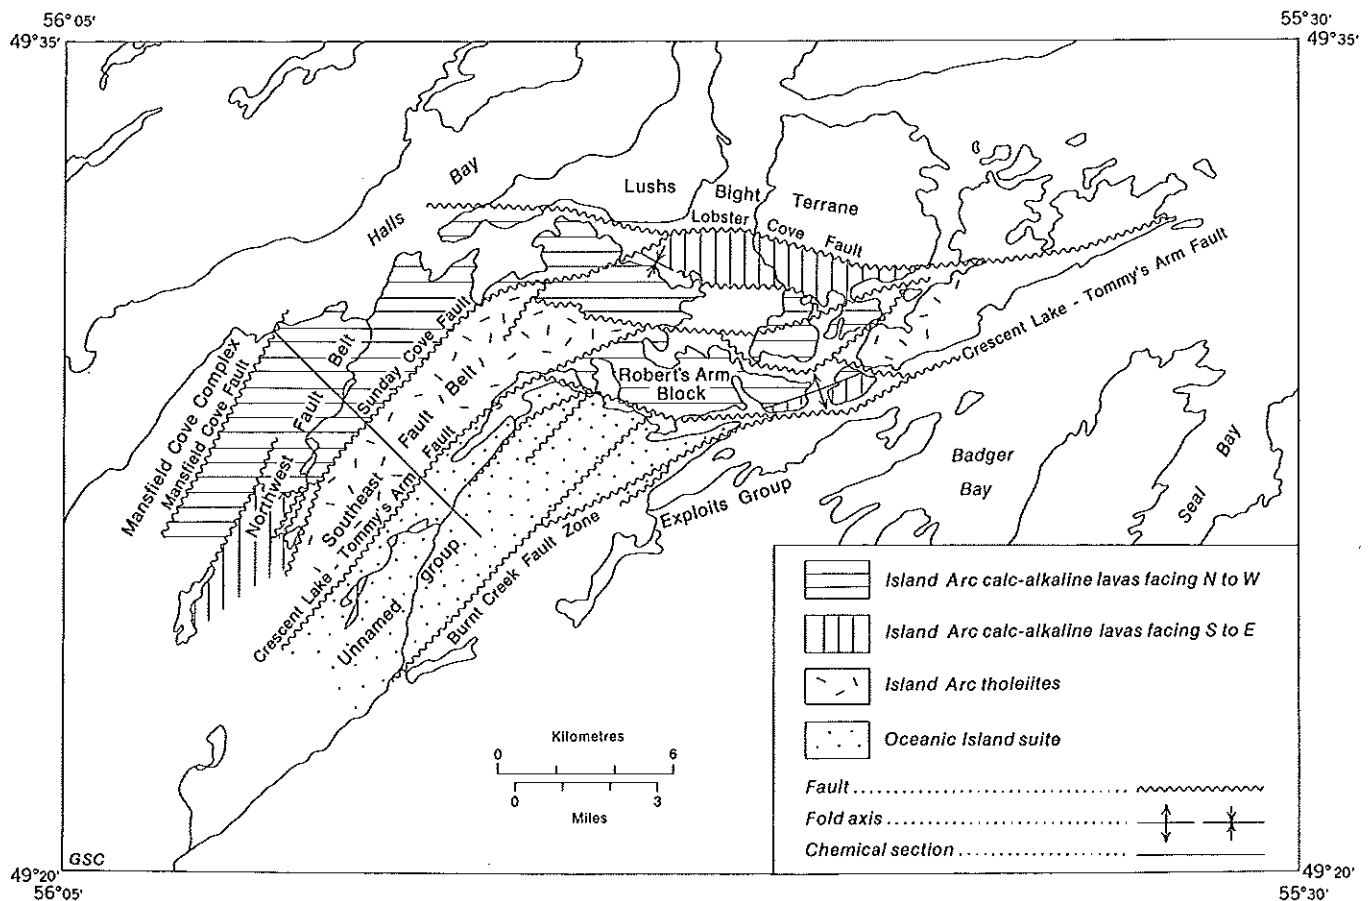 56°05'
55°30'
49°35'
49°35'
Bay
Halls
Lushs Bight Terrane
Lobster Cove Fault
Crescent Lake - Tommy's Arm Fault
Mansfield Cove Complex
Mansfield Cove Fault
Northwest Fault Belt
Sunday Cove Fault
Southeast Fault Belt
Crescent Lake - Tommy's Arm Fault
Robert's Arm
Block
Unnamed group
Burnt Creek Fault Zone
Exploits Group
Badger
Bay
Seal Bay
Island Arc calc-alkaline lavas facing N to W
Island Arc calc-alkaline lavas facing S to E
Island Arc tholeiites
Oceanic Island suite
Fault
Fold axis
Chemical section
Kilometres
0 6
0 3
Miles
GSC
49°20'
49°20'
56°05'
55°30'